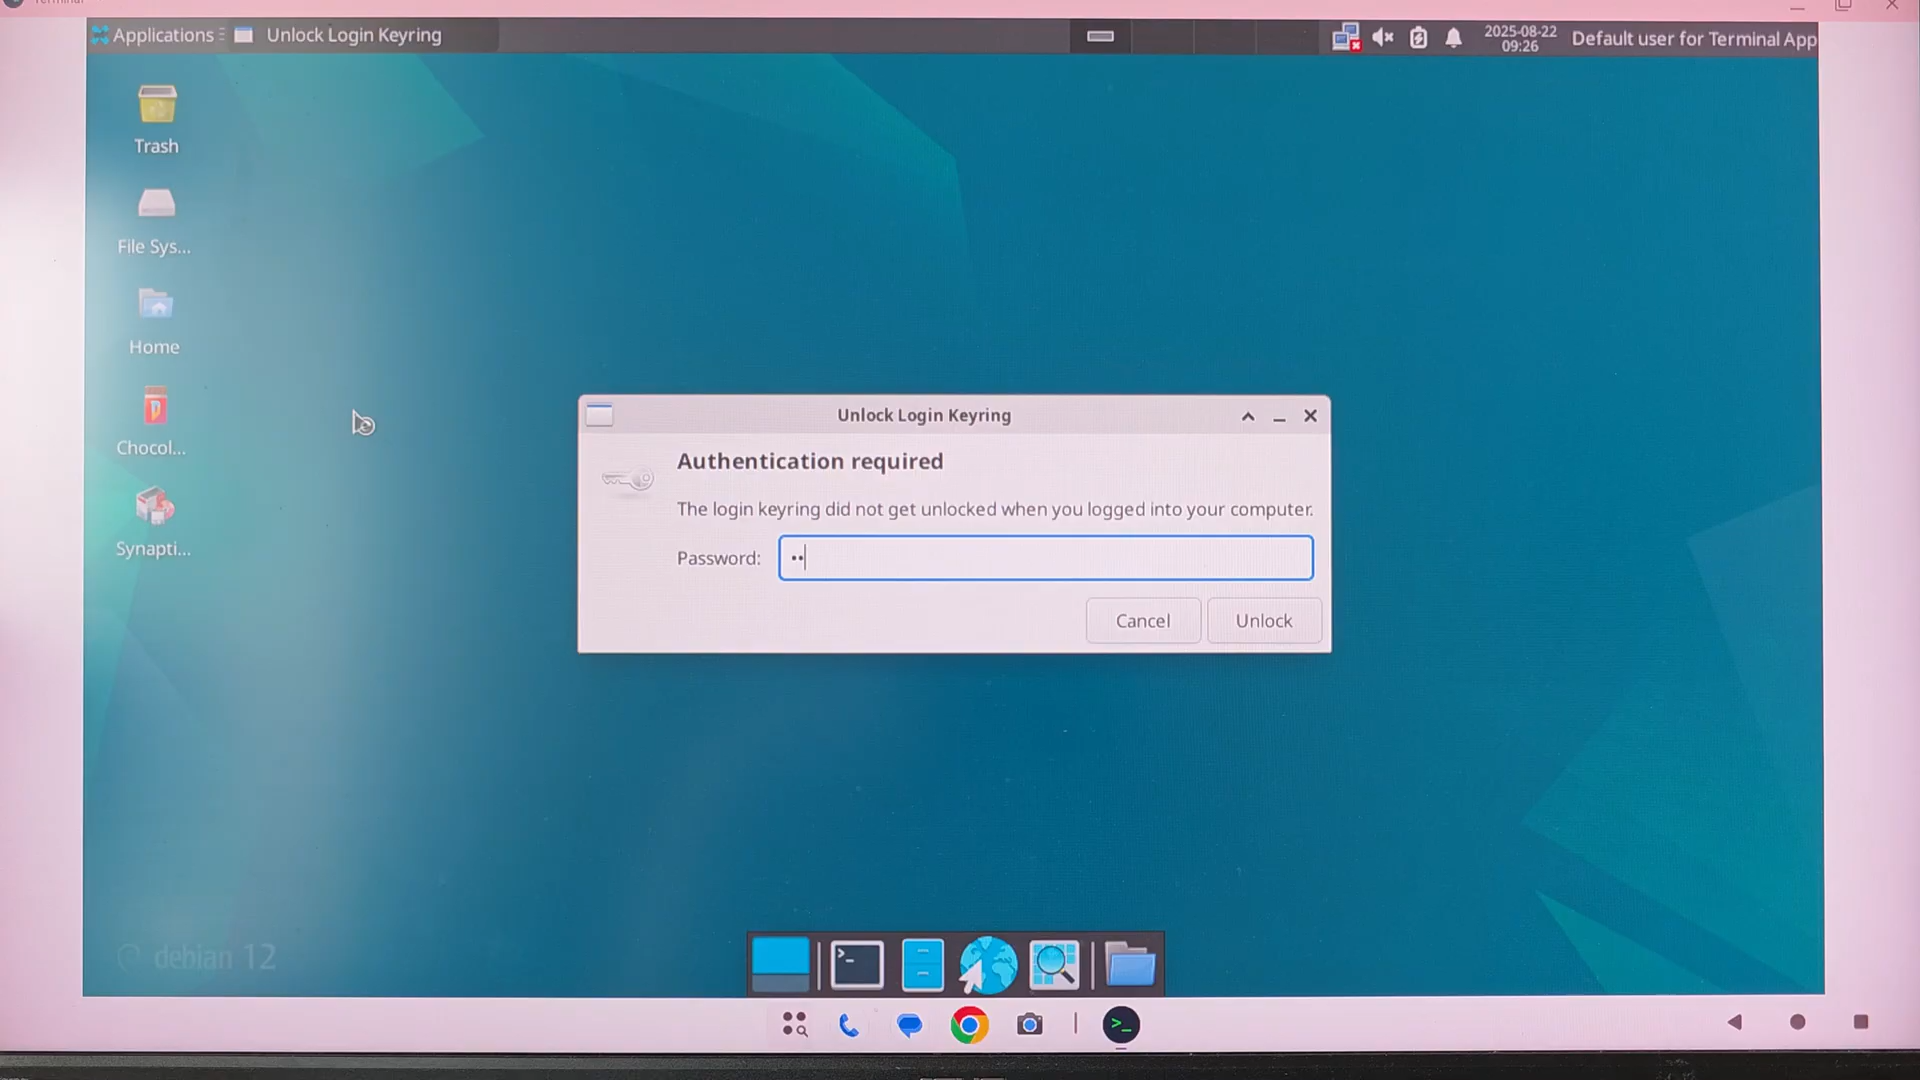 Terminal
Applications
Unlock Login Keyring
2025-08-22
09:26
Default user for Terminal App
Trash
File Sys...
Home
Chocol...
Synapti...
Unlock Login Keyring
Authentication required
The login keyring did not get unlocked when you logged into your computer.
Password: ••
Cancel
Unlock
debian 12